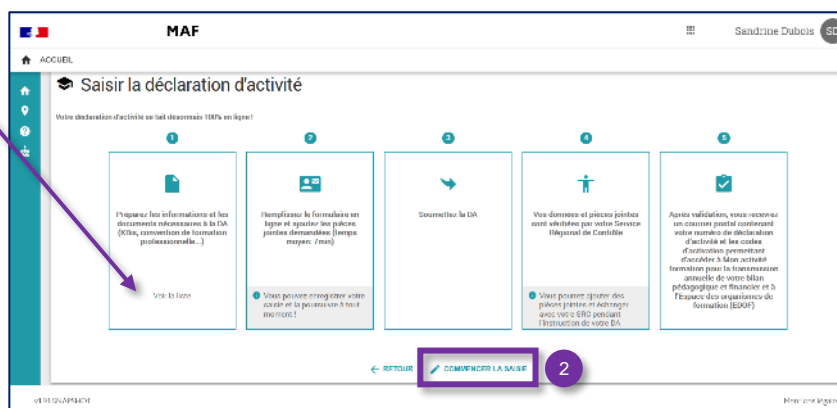 MAF
Sandrine Dubois SD
ACCUEIL
Saisir la déclaration d'activité
Votre déclaration d'activité se fait désormais 100% en ligne !
1
Préparez les informations et les
documents nécessaires à la DA
(KBis, convention de formation
professionnelle...)
Voir la liste
2
Remplissez le formulaire en
ligne et ajoutez les pièces
jointes demandées (temps
moyen: 7min)
Vous pouvez enregistrer votre
saisie et la poursuivre à tout
moment !
3
Soumettez la DA
4
Vos données et pièces jointes
sont vérifiées par votre Service
Régional de Contrôle
Vous pourrez ajouter des
pièces jointes et échanger
avec votre SRC pendant
l'instruction de votre DA
5
Après validation, vous recevrez
un courrier postal contenant
votre numéro de déclaration
d'activité et les codes
d'activation permettant
d'accéder à Mon activité
formation pour la transmission
annuelle de votre bilan
pédagogique et financier et à
l'Espace des organismes de
formation (EDOF)
RETOUR
COMMENCER LA SAISIE
2
Mentions légales